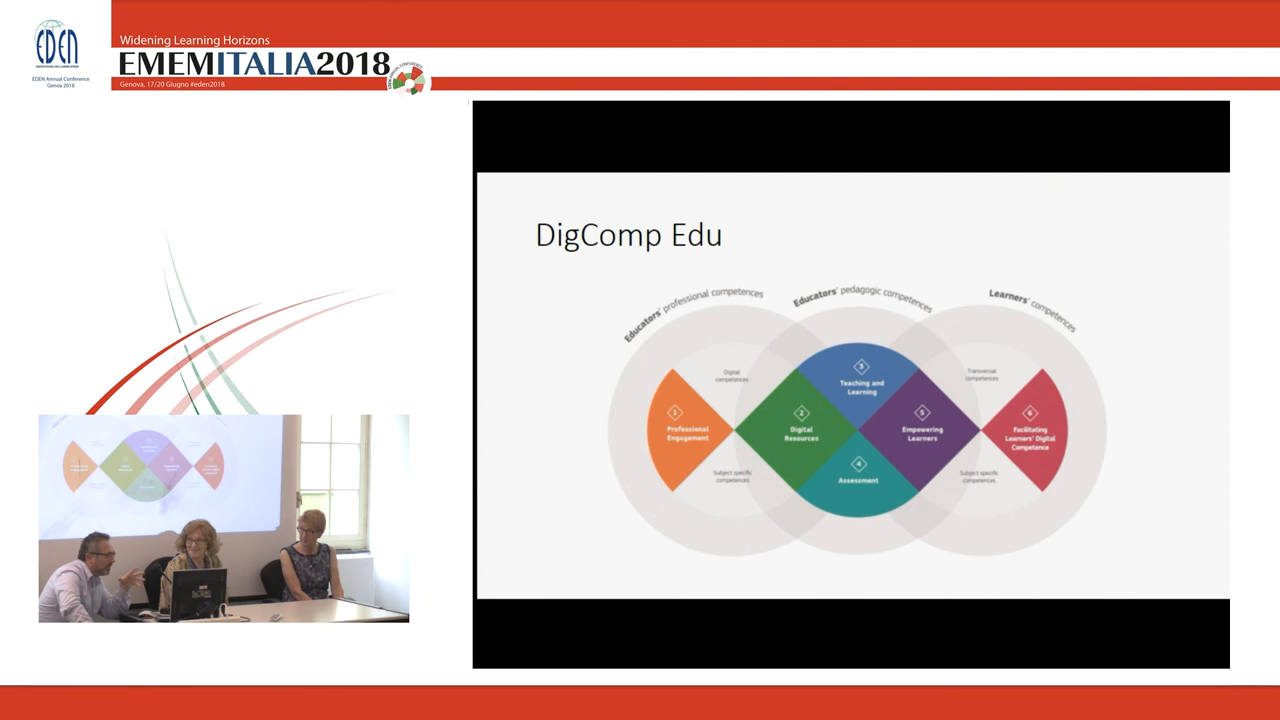 EDEN
EDEN Annual Conference
Genoa 2018
Widening Learning Horizons
EMEMITALIA2018
Genova, 17/20 Giugno #eden2018
DigComp Edu
Educators' professional competences
Educators' pedagogic competences
Learners' competences
Digital
competences
Transversal
competences
3
Teaching and
Learning
1
Professional
Engagement
2
Digital
Resources
5
Empowering
Learners
6
Facilitating
Learners' Digital
Competence
4
Assessment
Subject specific
competences
Subject specific
competences